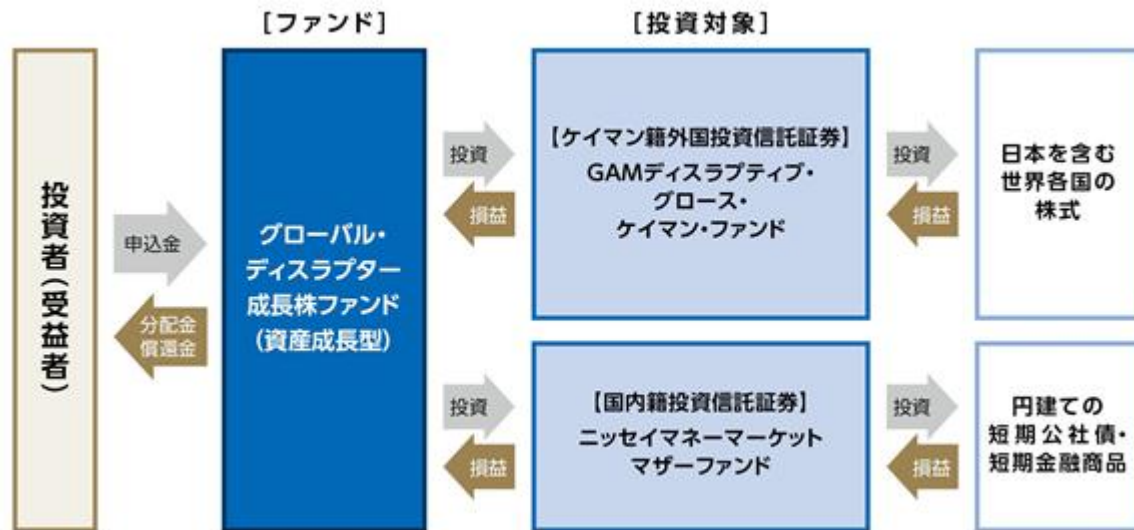 [ファンド]
[投資対象]
投資者(受益者)
申込金
分配金
償還金
グローバル・
ディスラプター
成長株ファンド
(資産成長型)
投資
損益
【ケイマン籍外国投資信託証券】
GAMディスラプティブ・
グロース・
ケイマン・ファンド
投資
損益
日本を含む
世界各国の
株式
投資
損益
【国内籍投資信託証券】
ニッセイマネーマーケット
マザーファンド
投資
損益
円建ての
短期公社債・
短期金融商品